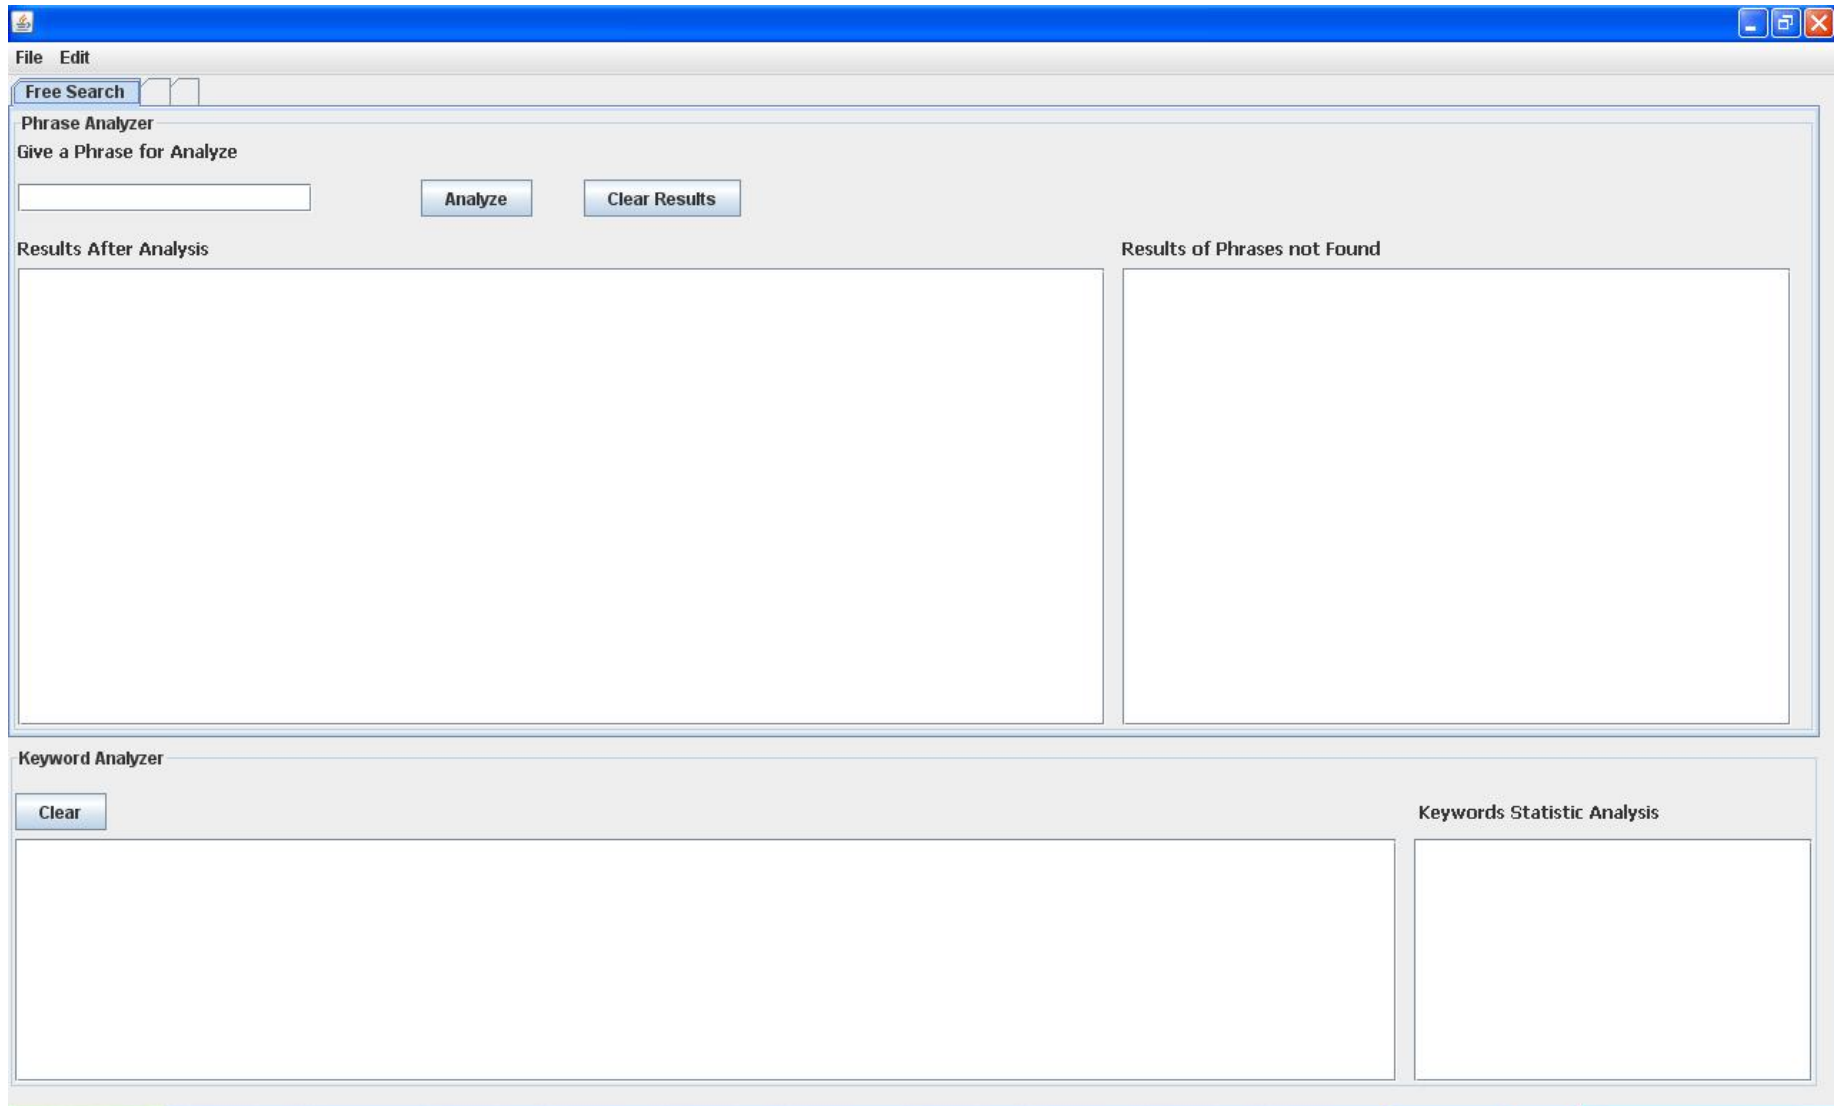 File Edit
Free Search
Phrase Analyzer
Give a Phrase for Analyze
Analyze Clear Results
Results After Analysis Results of Phrases not Found
Keyword Analyzer
Clear Keywords Statistic Analysis